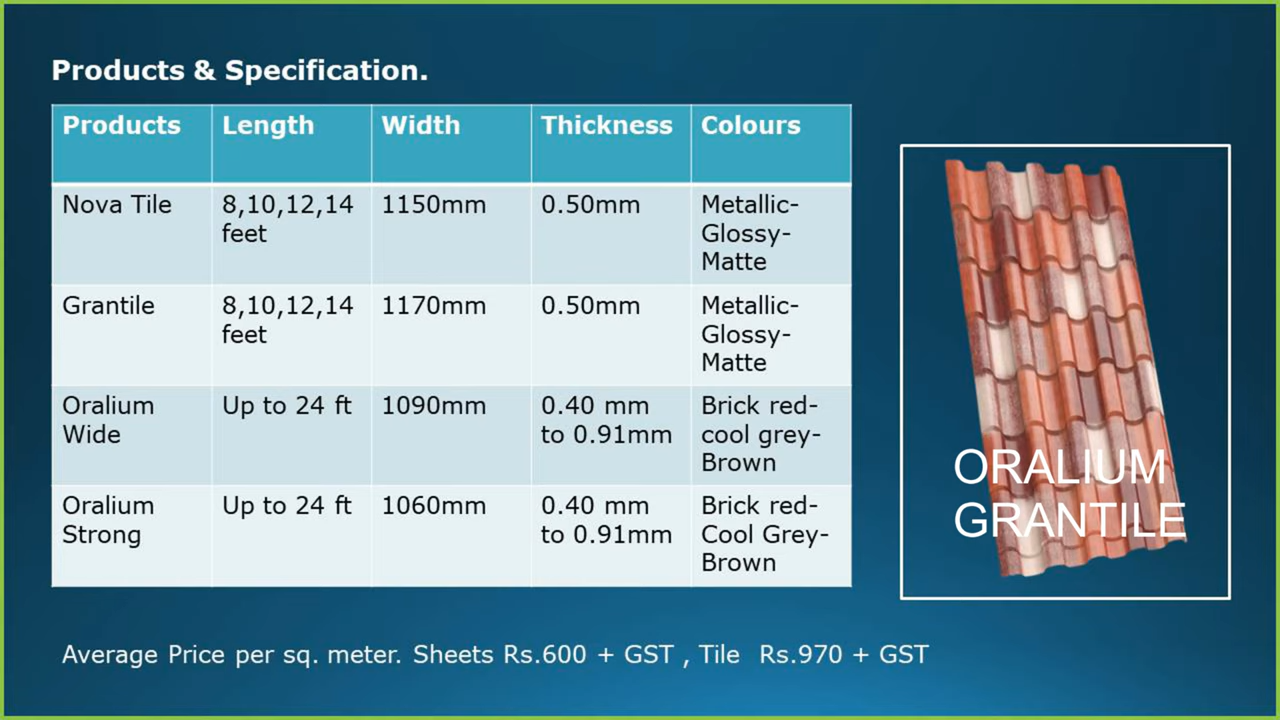 Products & Specification.
Products Length Width Thickness Colours
Nova Tile 8,10,12,14 feet 1150mm 0.50mm Metallic-Glossy-Matte
Grantile 8,10,12,14 feet 1170mm 0.50mm Metallic-Glossy-Matte
Oralium Wide Up to 24 ft 1090mm 0.40 mm to 0.91mm Brick red-cool grey-Brown
Oralium Strong Up to 24 ft 1060mm 0.40 mm to 0.91mm Brick red-Cool Grey-Brown
ORALIUM
GRANTILE
Average Price per sq. meter. Sheets Rs.600 + GST , Tile Rs.970 + GST